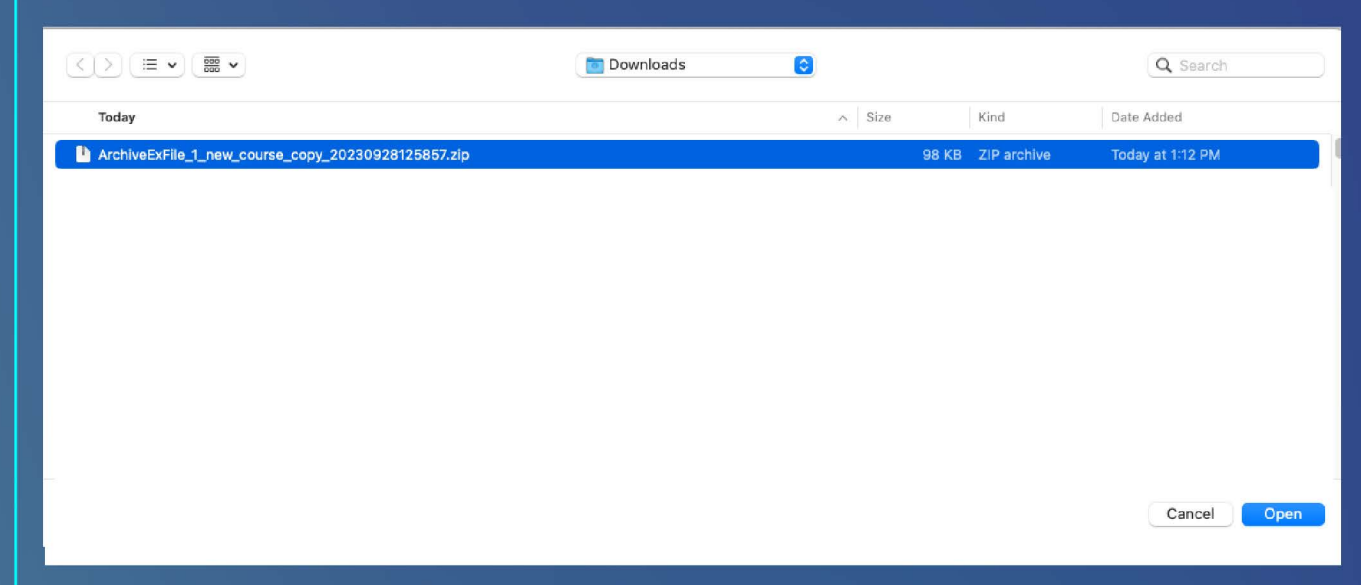 Downloads
Search
Today Size Kind Date Added
ArchiveExFile_1_new_course_copy_20230928125857.zip 98 KB ZIP archive Today at 1:12 PM
Cancel Open